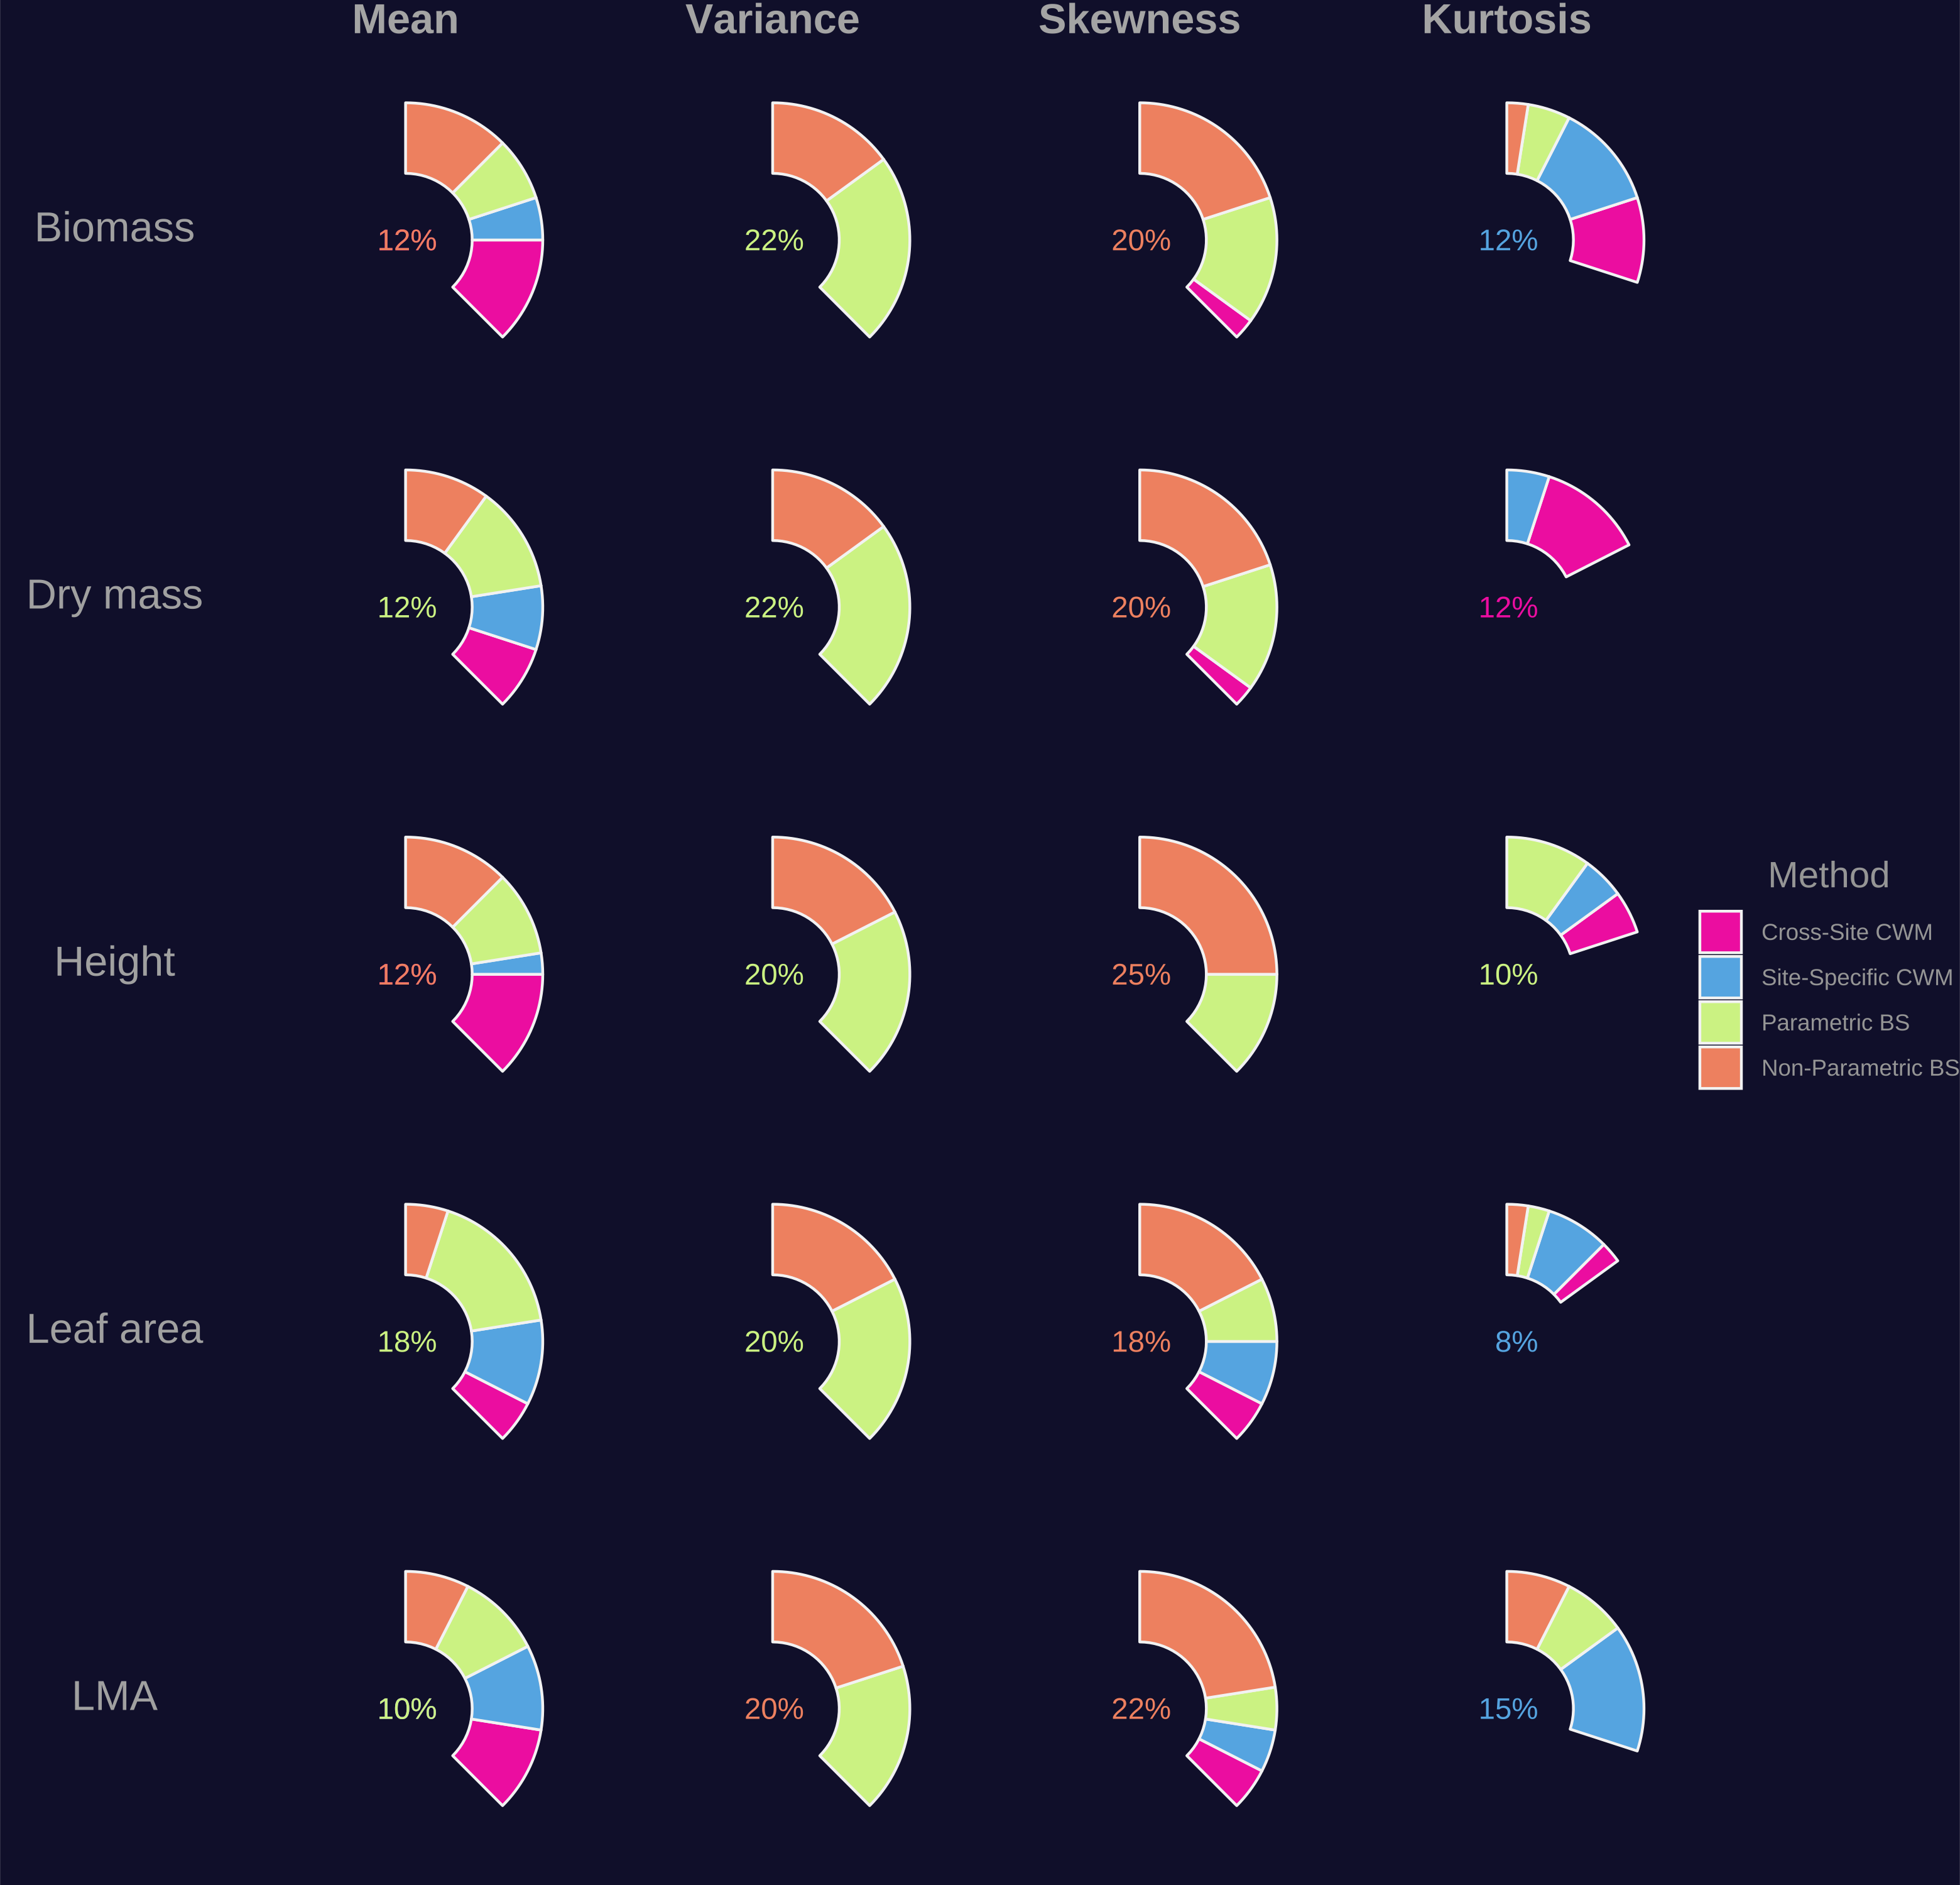 Mean Variance Skewness Kurtosis
Biomass 12% 22% 20% 12%
Dry mass 12% 22% 20% 12%
Height 12% 20% 25% 10%
Method
Cross-Site CWM
Site-Specific CWM
Parametric BS
Non-Parametric BS
Leaf area 18% 20% 18% 8%
LMA 10% 20% 22% 15%